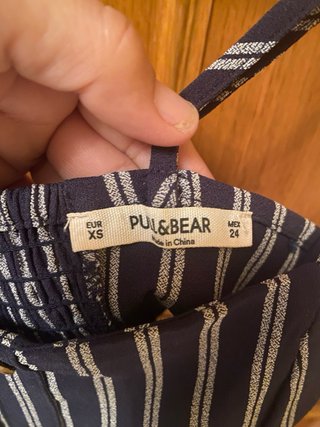 EUR
XS
PULL&BEAR
Made in China
MEX
24